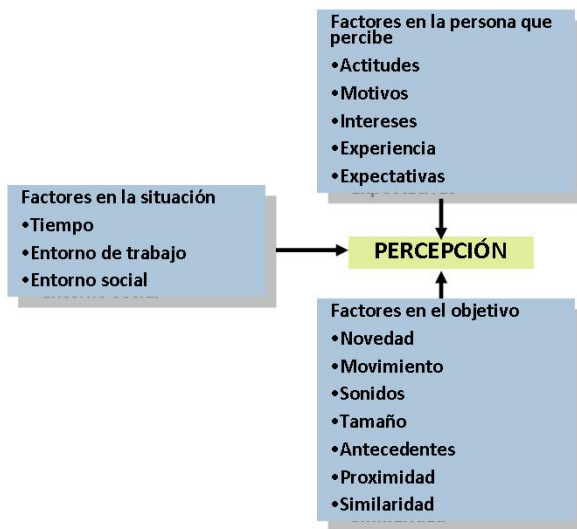 Factores en la persona que
percibe
•Actitudes
•Motivos
•Intereses
•Experiencia
•Expectativas
Factores en la situación
•Tiempo
•Entorno de trabajo
•Entorno social
PERCEPCIÓN
Factores en el objetivo
•Novedad
•Movimiento
•Sonidos
•Tamaño
•Antecedentes
•Proximidad
•Similaridad